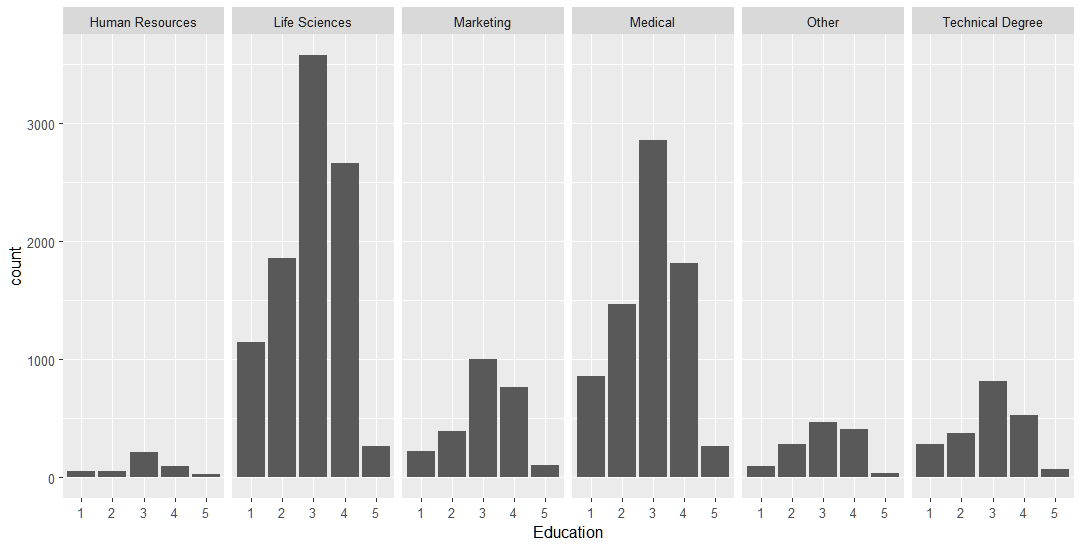 Human Resources Life Sciences Marketing Medical Other Technical Degree
3000
2000
1000
0
count
1 2 3 4 5 1 2 3 4 5 1 2 3 4 5 1 2 3 4 5 1 2 3 4 5 1 2 3 4 5
Education